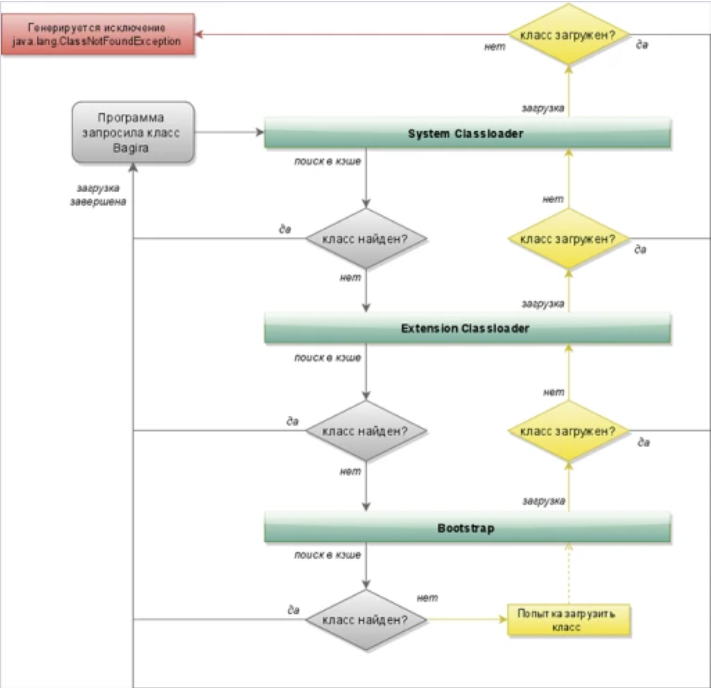 Генерируется исключение
java.lang.ClassNotFoundException
класс загружен?
нет
да
загрузка
Программа
запросила класс
Bagira
System Classloader
поиск в кэше
загрузка
завершена
нет
да
класс найден?
класс загружен?
да
нет
загрузка
Extension Classloader
поиск в кэше
нет
да
класс найден?
класс загружен?
да
нет
загрузка
Bootstrap
поиск в кэше
да
класс найден?
нет
Попытка загрузить
класс